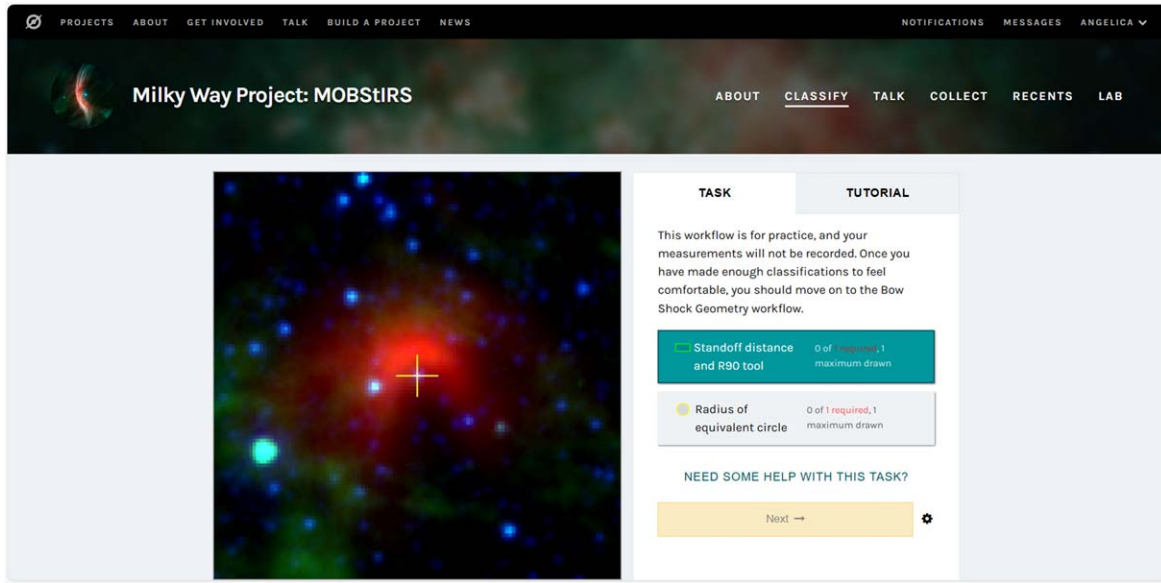 PROJECTS ABOUT GET INVOLVED TALK BUILD A PROJECT NEWS NOTIFICATIONS MESSAGES ANGELICA
Milky Way Project: MOBStIRS ABOUT CLASSIFY TALK COLLECT RECENTS LAB
TASK TUTORIAL
This workflow is for practice, and your
measurements will not be recorded. Once you
have made enough classifications to feel
comfortable, you should move on to the Bow
Shock Geometry workflow.
Standoff distance 0 of 1 required, 1
and R90 tool maximum drawn
Radius of 0 of 1 required, 1
equivalent circle maximum drawn
NEED SOME HELP WITH THIS TASK?
Next →